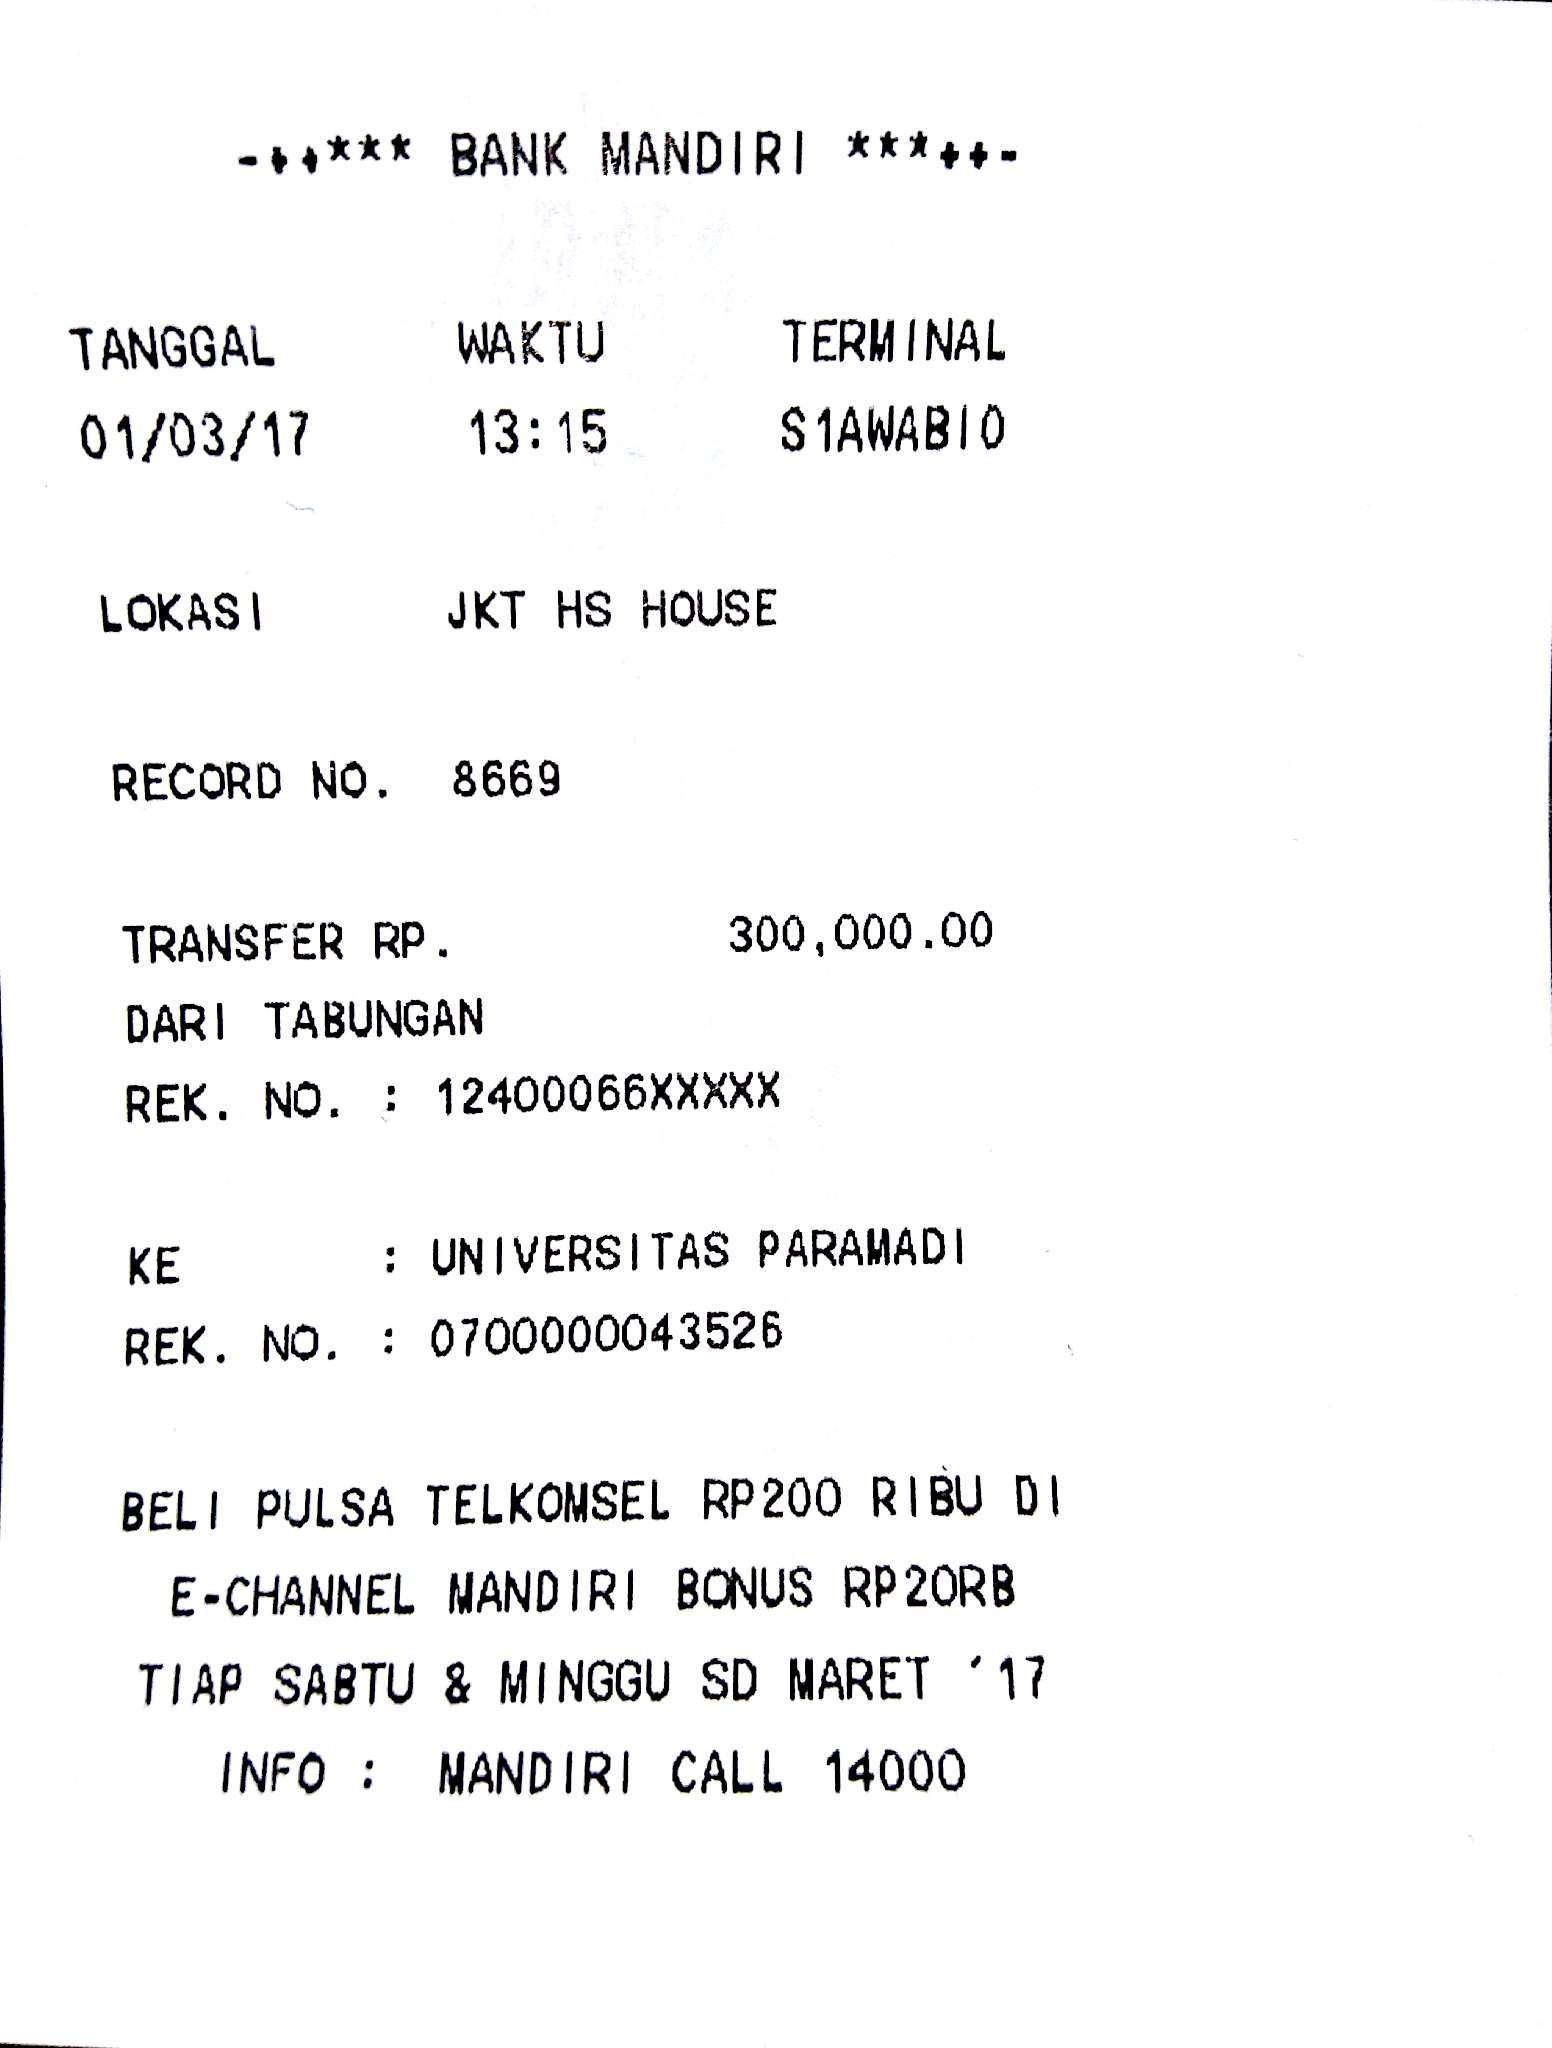 -++*** BANK MANDIRI ***++-
TANGGAL WAKTU TERMINAL
01/03/17 13:15 S1AWABIO
LOKASI JKT HS HOUSE
RECORD NO. 8669
TRANSFER RP. 300,000.00
DARI TABUNGAN
REK. NO. : 12400066XXXXX
KE : UNIVERSITAS PARAMADI
REK. NO. : 0700000043526
BELI PULSA TELKOMSEL RP200 RIBU DI
E-CHANNEL MANDIRI BONUS RP20RB
TIAP SABTU & MINGGU SD MARET '17
INFO : MANDIRI CALL 14000